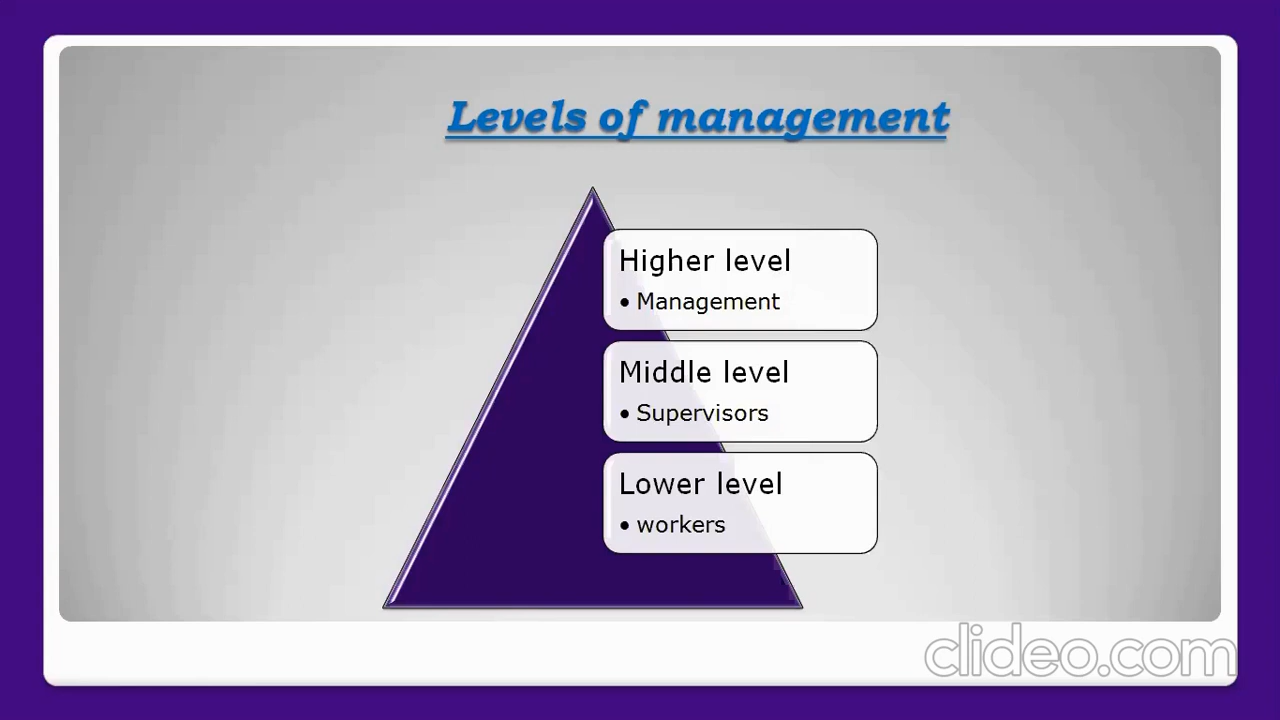 Levels of management
Higher level
• Management
Middle level
• Supervisors
Lower level
• workers
clideo.com